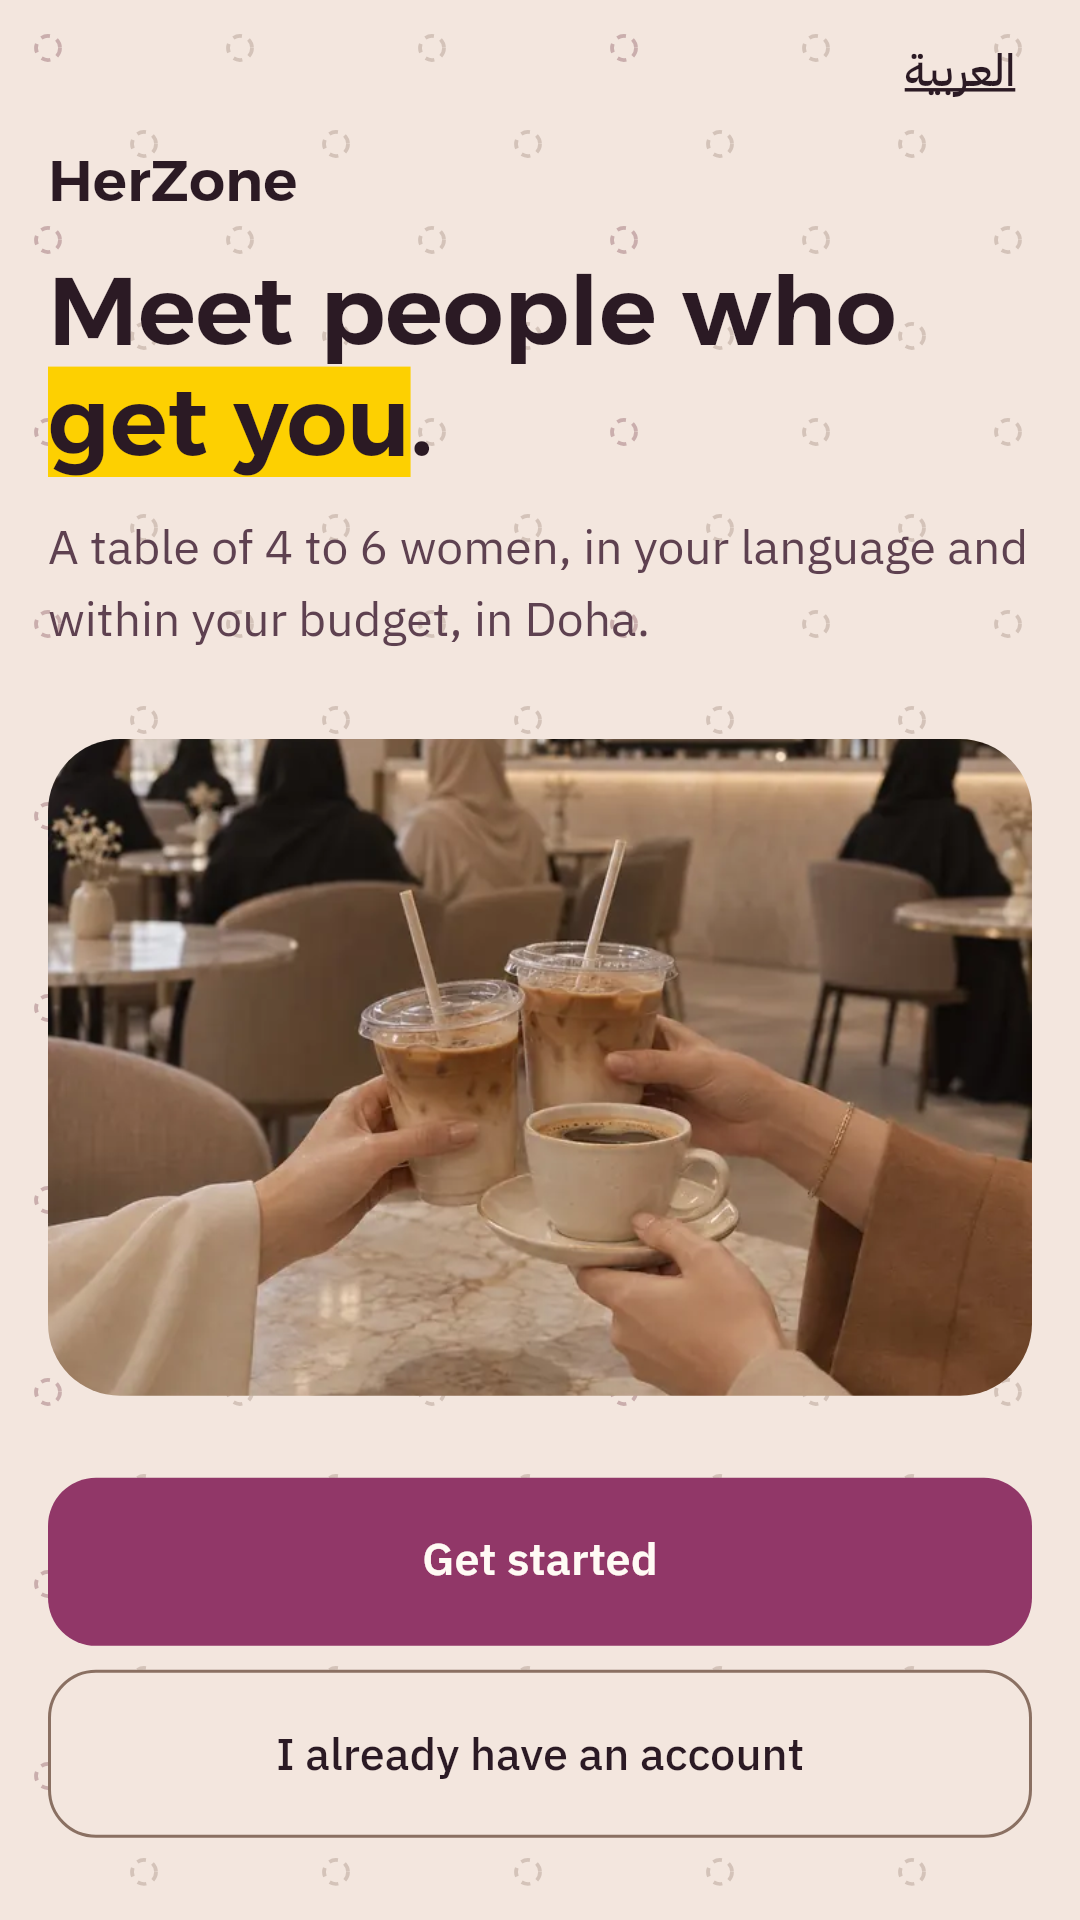 العربية
HerZone
Meet people who
get you.
A table of 4 to 6 women, in your language and
within your budget, in Doha.
Get started
I already have an account